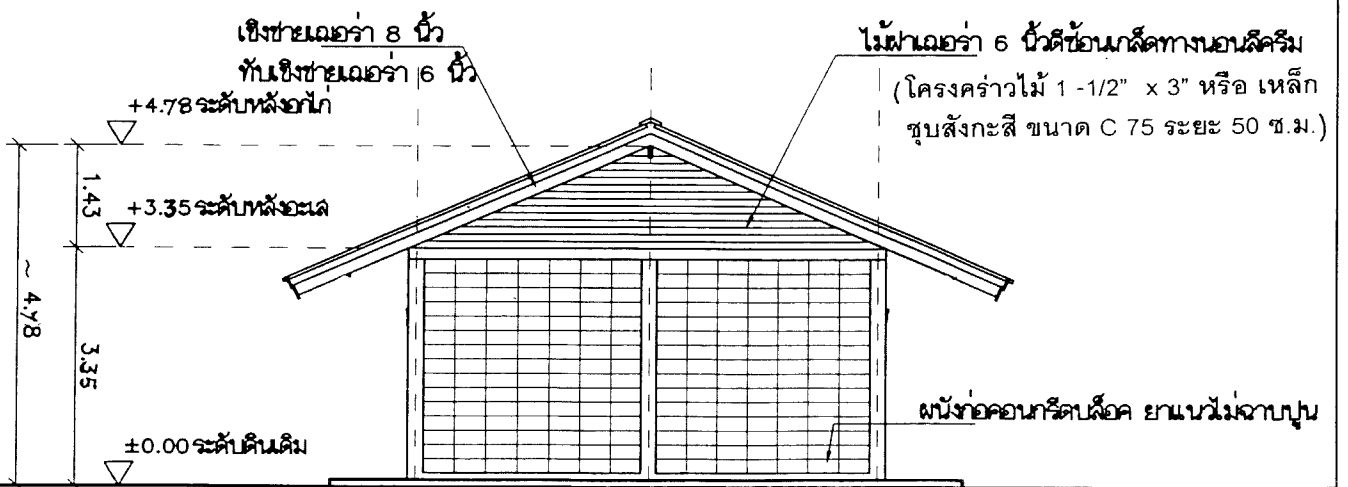 เชิงชายเฌอร่า 8 นิ้ว
ทับเชิงชายเฌอร่า 6 นิ้ว
ไม้ฝาเฌอร่า 6 นิ้วตีซ้อนเกล็ดทางนอนสีครีม
(โครงคร่าวไม้ 1 -1/2" x 3" หรือ เหล็ก
ชุบสังกะสี ขนาด C 75 ระยะ 50 ซ.ม.)
+4.78 ระดับหลังอกไก่
1.43
+3.35 ระดับหลังอะเส
~ 4.78
3.35
ผนังก่อคอนกรีตบล็อค ยาแนวไม่ฉาบปูน
±0.00 ระดับดินเดิม